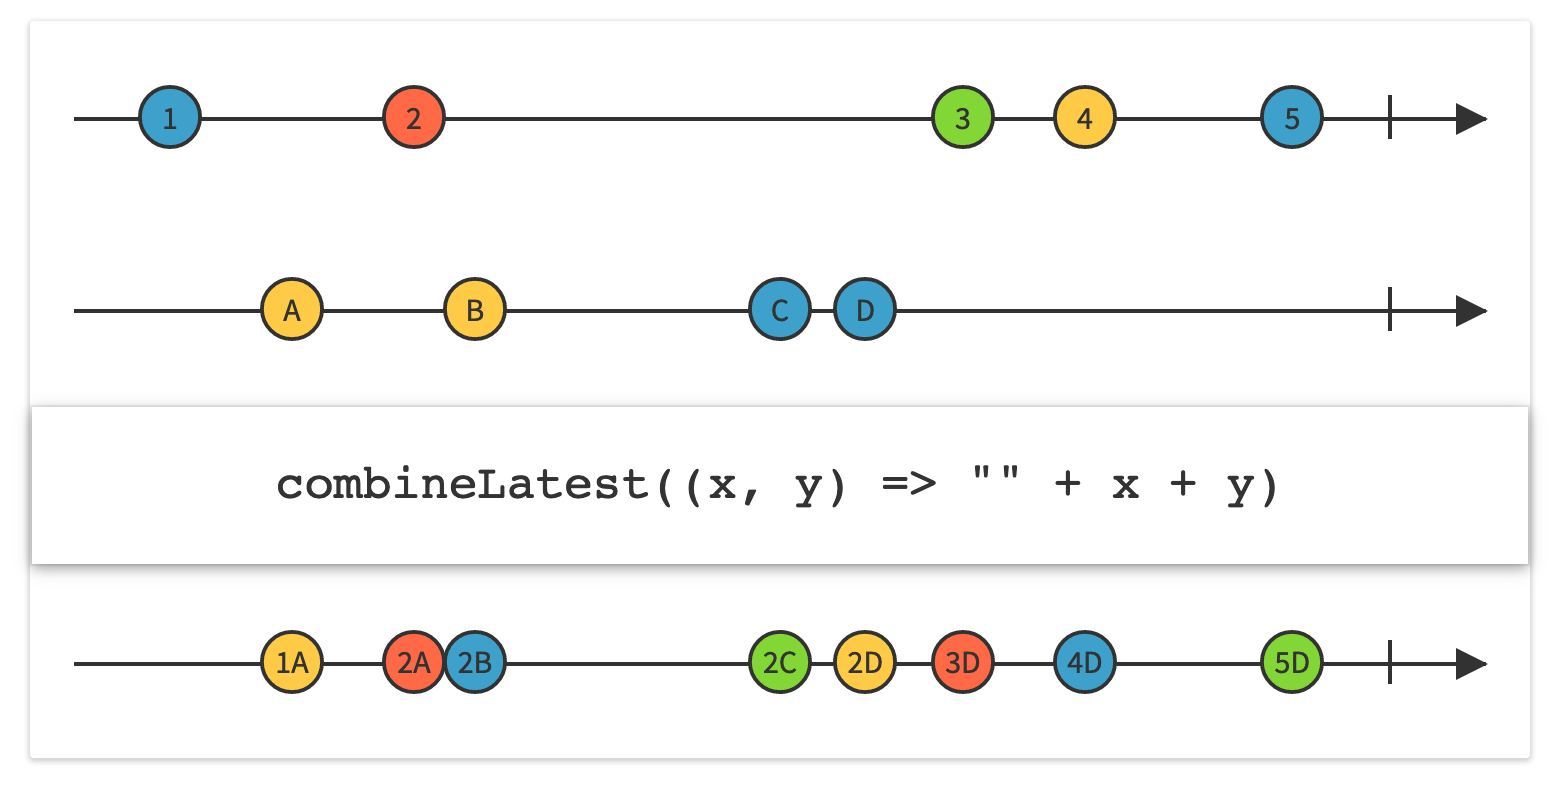 1 2 3 4 5
A B C D
combineLatest((x, y) => "" + x + y)
1A 2A 2B 2C 2D 3D 4D 5D